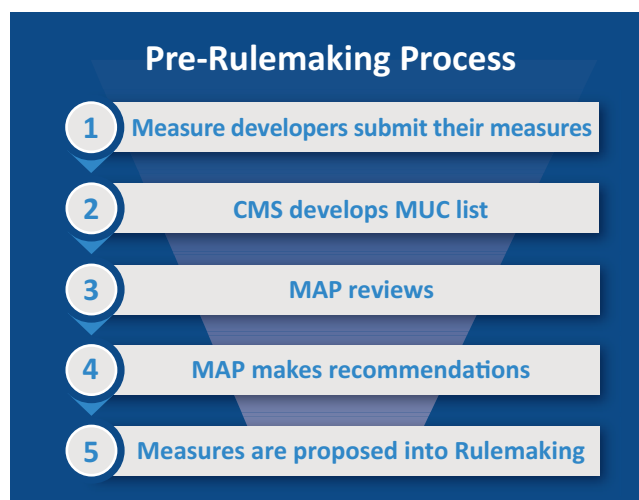 Pre-Rulemaking Process
1 Measure developers submit their measures
2 CMS develops MUC list
3 MAP reviews
4 MAP makes recommendations
5 Measures are proposed into Rulemaking